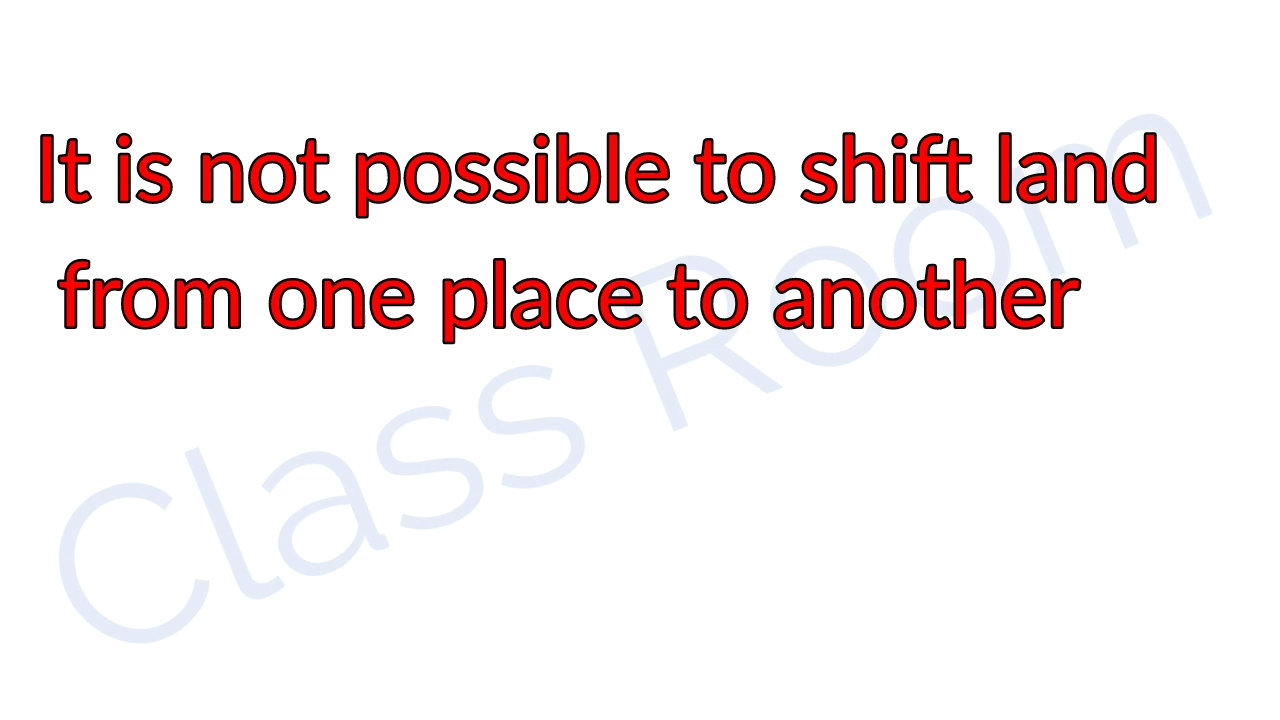 It is not possible to shift land
from one place to another
Class Room